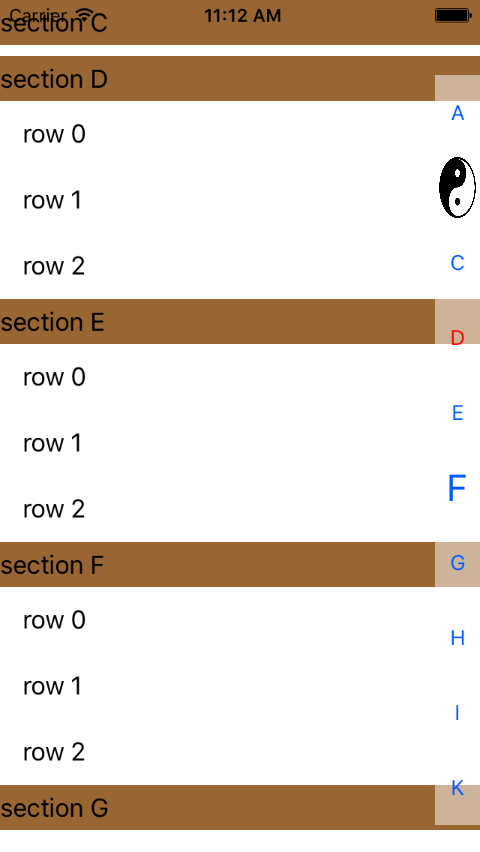 Carrier 11:12 AM
section C
section D
A
row 0
row 1
row 2
C
section E
D
row 0
E
row 1
F
row 2
section F
G
row 0
H
row 1
I
row 2
K
section G